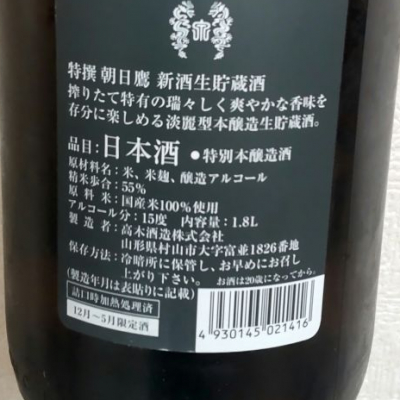 特撰 朝日鷹 新酒生貯蔵酒
搾りたて特有の瑞々しく爽やかな香味を
存分に楽しめる淡麗型本醸造生貯蔵酒。
品目：日本酒 ●特別本醸造酒
原材料名：米、米麹、醸造アルコール
精米歩合：55%
原料米：国産米100%使用
アルコール分：15度 内容量：1.8L
製造者：高木酒造株式会社
山形県村山市大字富並1826番地
保存方法：冷暗所に保管し、お早めにお召し
上がり下さい。
お酒は20歳になってから。
(製造年月は表貼りに記載)
詰口時加熱処理済
12月～5月限定酒
4930145021416